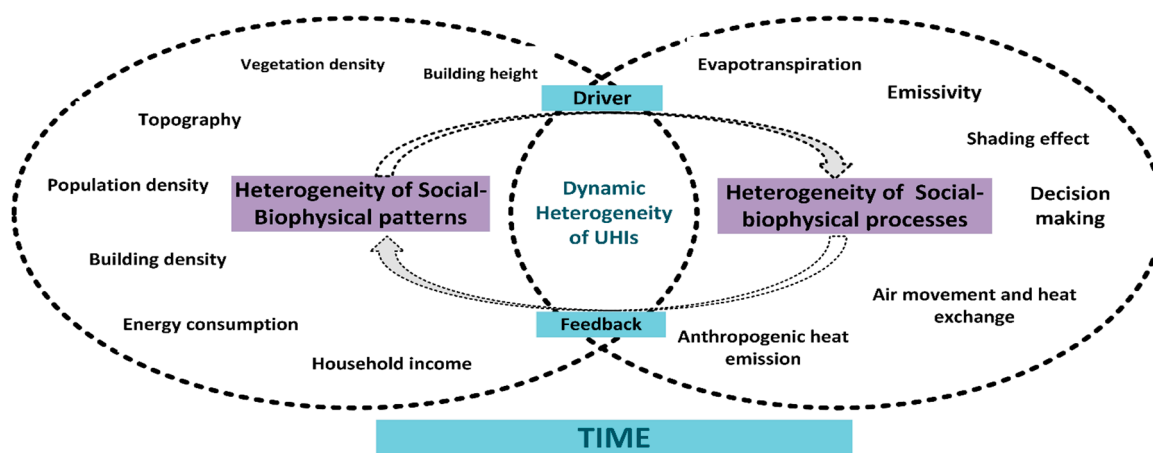 Vegetation density
Building height
Evapotranspiration
Driver
Emissivity
Topography
Shading effect
Population density
Heterogeneity of Social-
Biophysical patterns
Dynamic
Heterogeneity
of UHIs
Heterogeneity of Social-
biophysical processes
Decision
making
Building density
Air movement and heat
exchange
Energy consumption
Feedback
Anthropogenic heat
emission
Household income
TIME